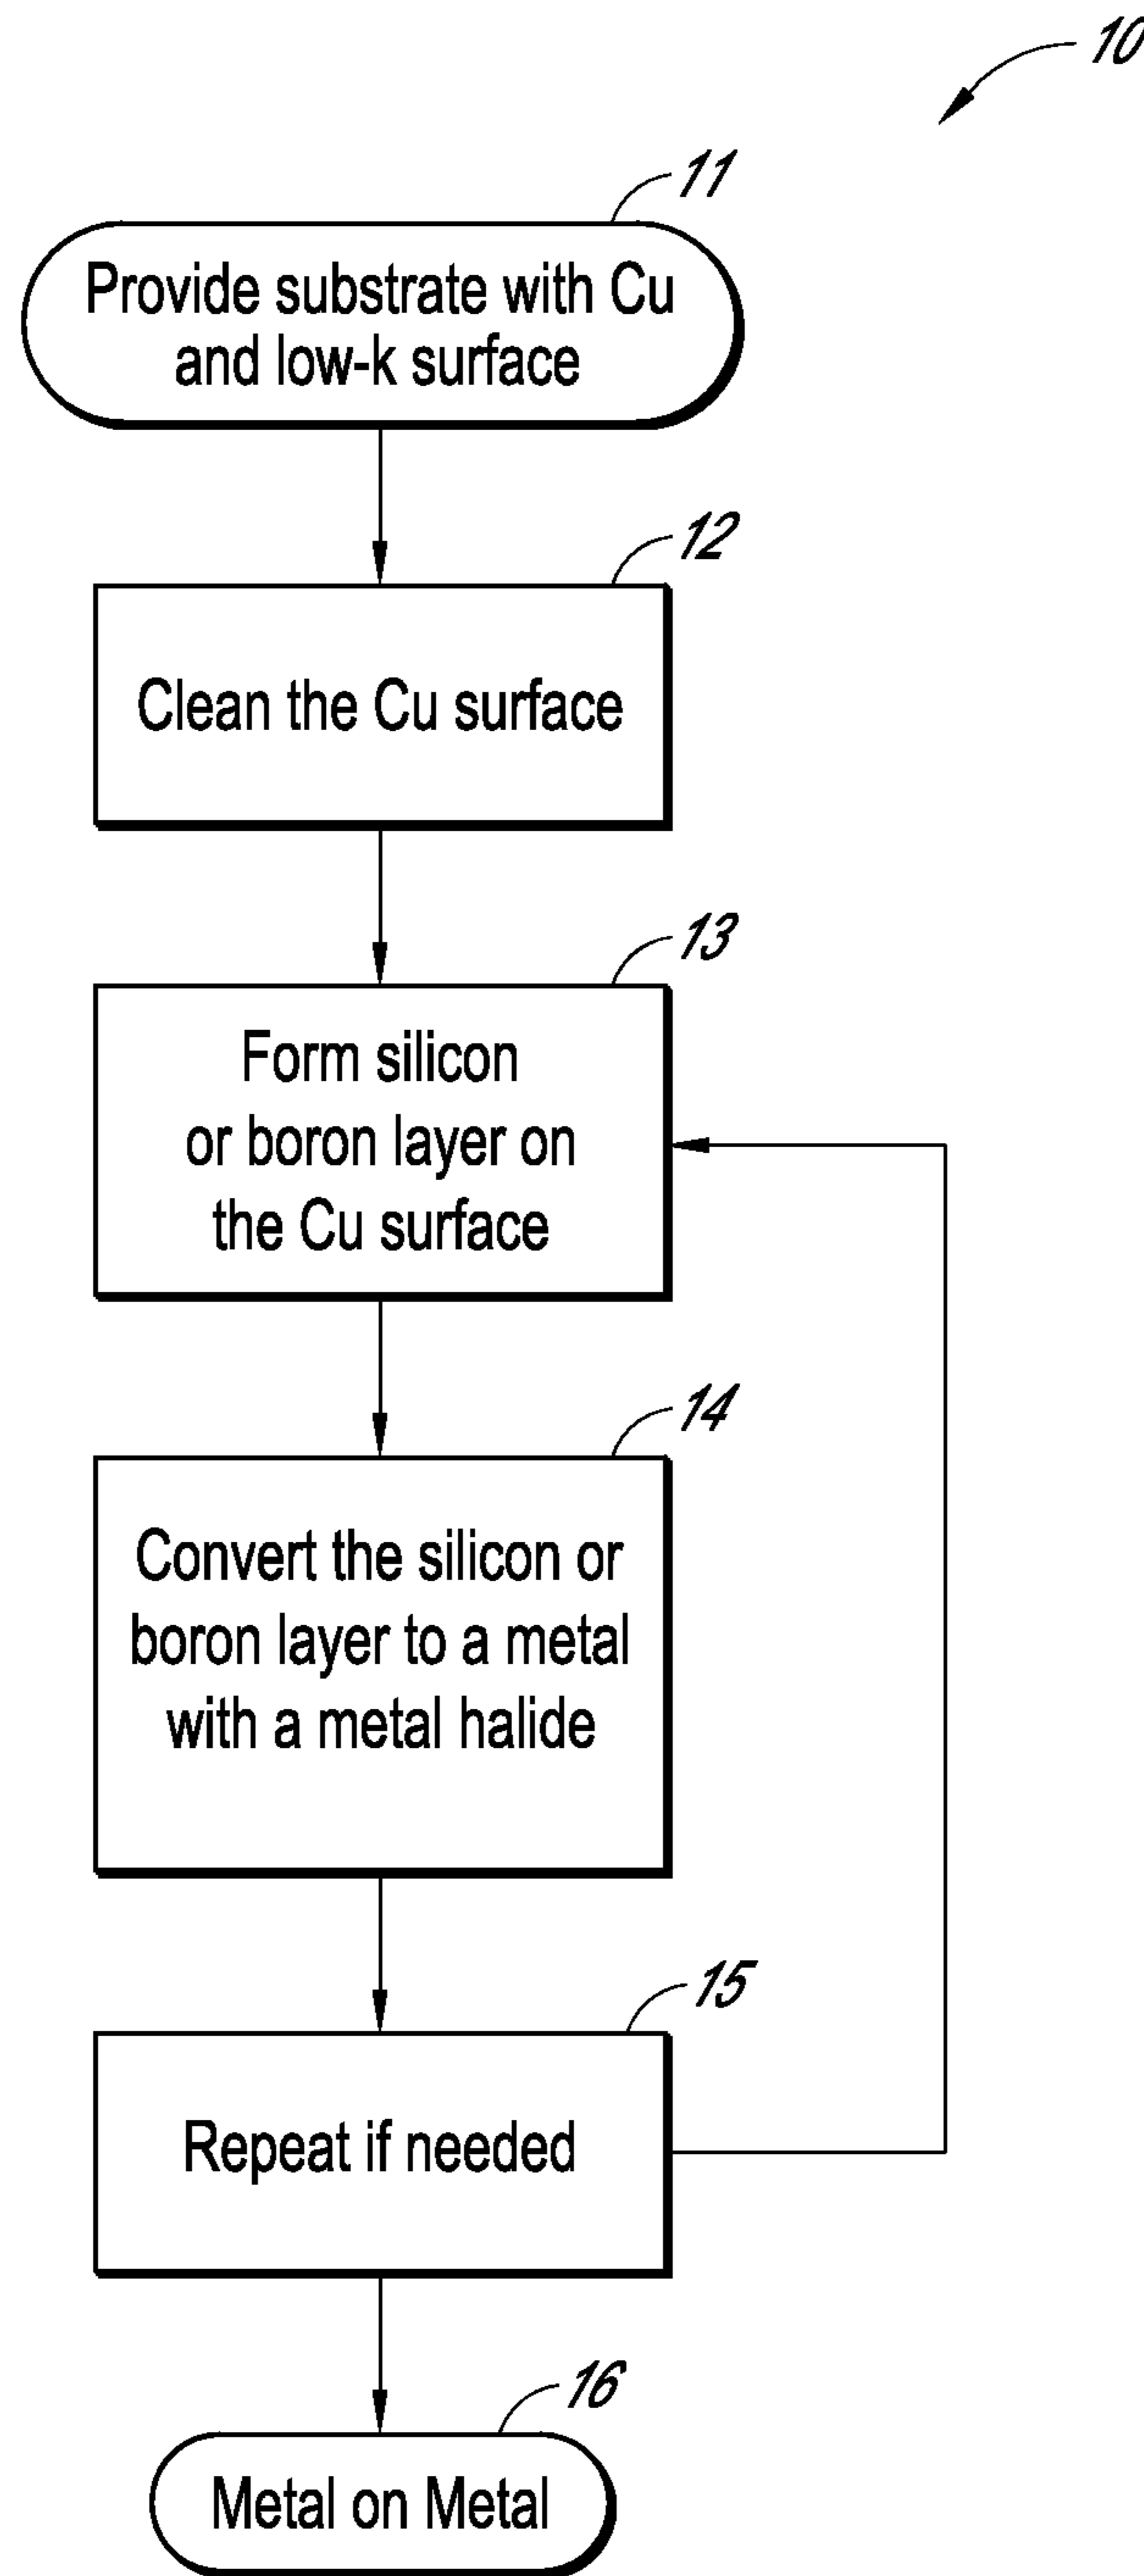 10
11
Provide substrate with Cu
and low-k surface
12
Clean the Cu surface
13
Form silicon
or boron layer on
the Cu surface
14
Convert the silicon or
boron layer to a metal
with a metal halide
15
Repeat if needed
16
Metal on Metal